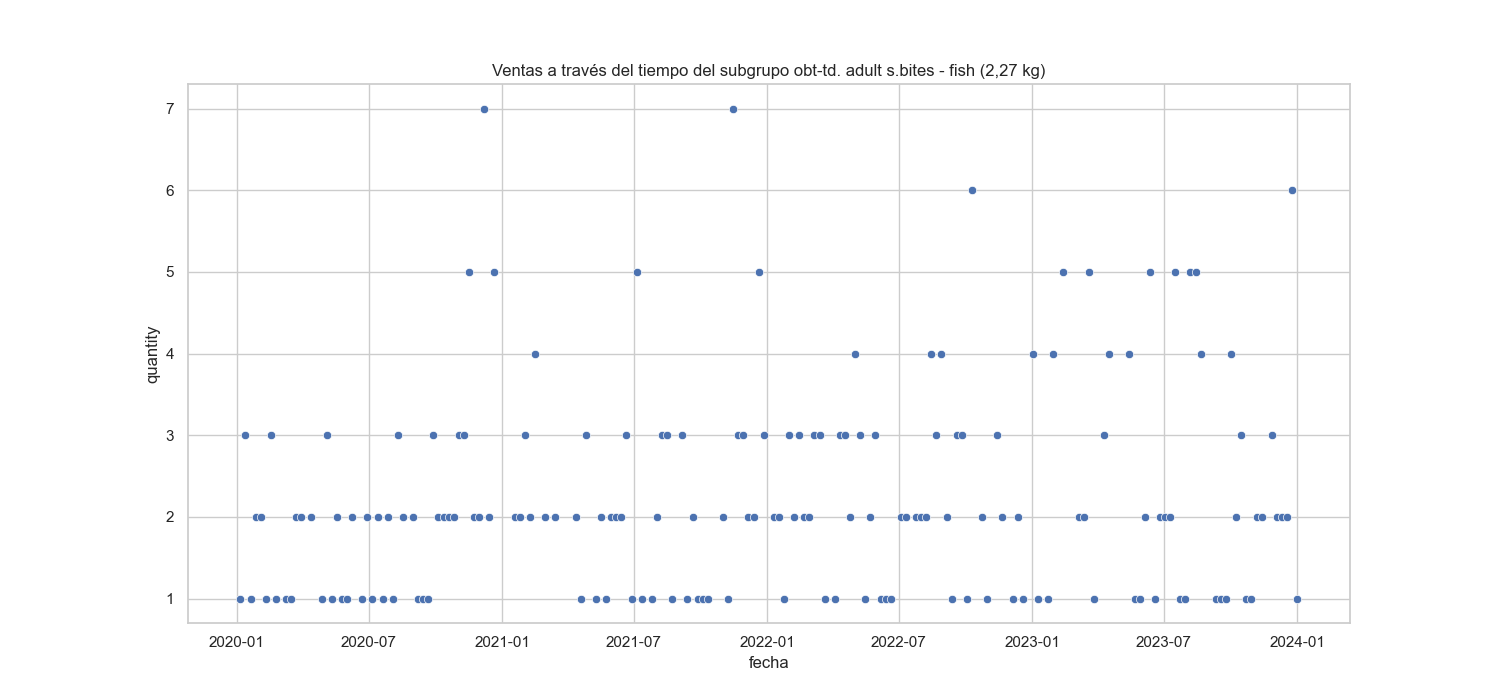 Ventas a través del tiempo del subgrupo obt-td. adult s.bites - fish (2,27 kg)
7
6
5
4
3
2
1
quantity
2020-01 2020-07 2021-01 2021-07 2022-01 2022-07 2023-01 2023-07 2024-01
fecha